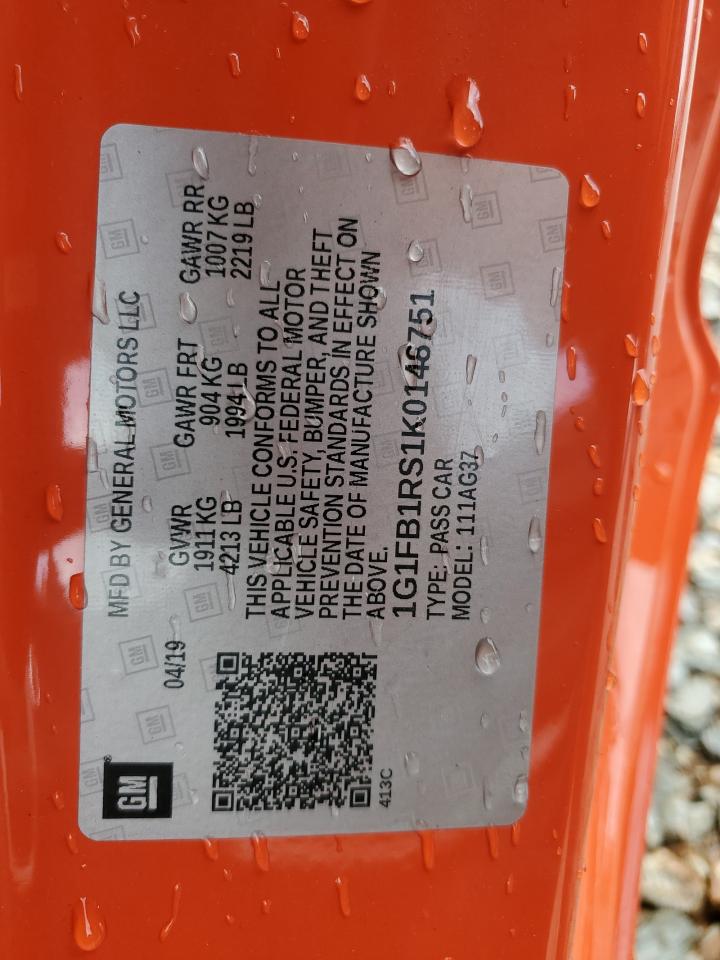 GM
MFD BY GENERAL MOTORS LLC
04/19
GVWR GAWR FRT GAWR RR
1911 KG 904 KG 1007 KG
4213 LB 1994 LB 2219 LB
THIS VEHICLE CONFORMS TO ALL
APPLICABLE U.S. FEDERAL MOTOR
VEHICLE SAFETY, BUMPER, AND THEFT
PREVENTION STANDARDS IN EFFECT ON
THE DATE OF MANUFACTURE SHOWN
ABOVE.
1G1FB1RS1K0146751
TYPE: PASS CAR
MODEL: 111AG37
413C